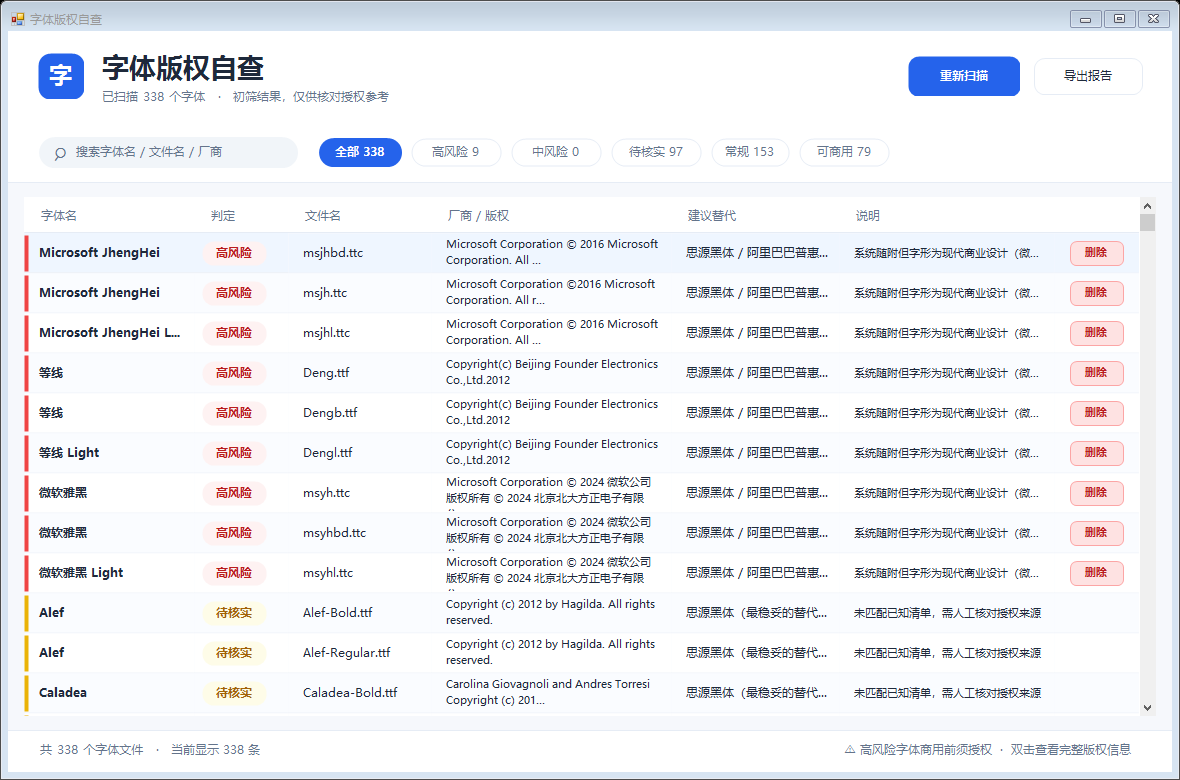 字体版权自查
字
字体版权自查
已扫描 338 个字体 · 初筛结果，仅供核对授权参考
重新扫描
导出报告
搜索字体名 / 文件名 / 厂商
全部 338
高风险 9
中风险 0
待核实 97
常规 153
可商用 79
字体名 判定 文件名 厂商 / 版权 建议替代 说明
Microsoft JhengHei 高风险 msjhbd.ttc Microsoft Corporation © 2016 Microsoft
Corporation. All ... 思源黑体 / 阿里巴巴普惠... 系统随附但字形为现代商业设计（微... 删除
Microsoft JhengHei 高风险 msjh.ttc Microsoft Corporation ©2016 Microsoft
Corporation. All r... 思源黑体 / 阿里巴巴普惠... 系统随附但字形为现代商业设计（微... 删除
Microsoft JhengHei L... 高风险 msjhl.ttc Microsoft Corporation © 2016 Microsoft
Corporation. All ... 思源黑体 / 阿里巴巴普惠... 系统随附但字形为现代商业设计（微... 删除
等线 高风险 Deng.ttf Copyright(c) Beijing Founder Electronics
Co.,Ltd.2012 思源黑体 / 阿里巴巴普惠... 系统随附但字形为现代商业设计（微... 删除
等线 高风险 Dengb.ttf Copyright(c) Beijing Founder Electronics
Co.,Ltd.2012 思源黑体 / 阿里巴巴普惠... 系统随附但字形为现代商业设计（微... 删除
等线 Light 高风险 Dengl.ttf Copyright(c) Beijing Founder Electronics
Co.,Ltd.2012 思源黑体 / 阿里巴巴普惠... 系统随附但字形为现代商业设计（微... 删除
微软雅黑 高风险 msyh.ttc Microsoft Corporation © 2024 微软公司
版权所有 © 2024 北京北大方正电子有限 思源黑体 / 阿里巴巴普惠... 系统随附但字形为现代商业设计（微... 删除
微软雅黑 高风险 msyhbd.ttc Microsoft Corporation © 2024 微软公司
版权所有 © 2024 北京北大方正电子有限 思源黑体 / 阿里巴巴普惠... 系统随附但字形为现代商业设计（微... 删除
微软雅黑 Light 高风险 msyhl.ttc Microsoft Corporation © 2024 微软公司
版权所有 © 2024 北京北大方正电子有限 思源黑体 / 阿里巴巴普惠... 系统随附但字形为现代商业设计（微... 删除
Alef 待核实 Alef-Bold.ttf Copyright (c) 2012 by Hagilda. All rights
reserved. 思源黑体（最稳妥的替代... 未匹配已知清单，需人工核对授权来源
Alef 待核实 Alef-Regular.ttf Copyright (c) 2012 by Hagilda. All rights
reserved. 思源黑体（最稳妥的替代... 未匹配已知清单，需人工核对授权来源
Caladea 待核实 Caladea-Bold.ttf Carolina Giovagnoli and Andres Torresi
Copyright (c) 201... 思源黑体（最稳妥的替代... 未匹配已知清单，需人工核对授权来源
共 338 个字体文件 · 当前显示 338 条
⚠ 高风险字体商用前须授权 · 双击查看完整版权信息